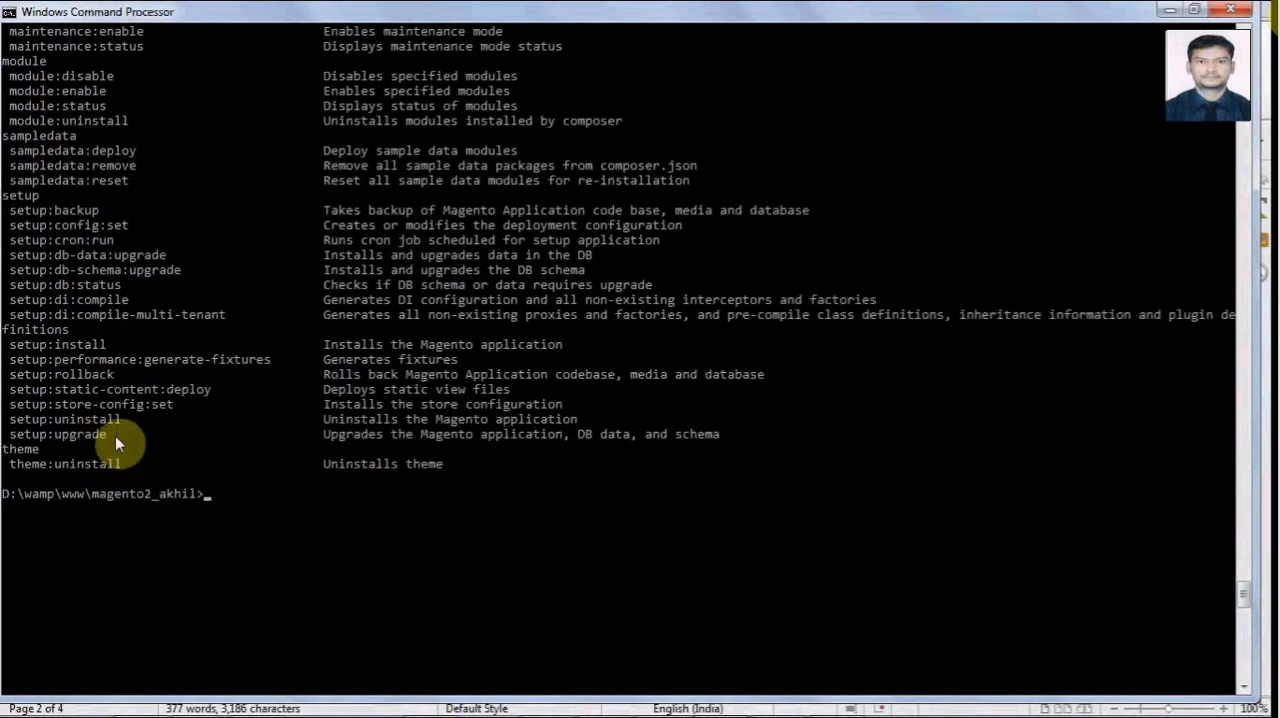 Windows Command Processor
maintenance:enable Enables maintenance mode
maintenance:status Displays maintenance mode status
module
module:disable Disables specified modules
module:enable Enables specified modules
module:status Displays status of modules
module:uninstall Uninstalls modules installed by composer
sampledata
sampledata:deploy Deploy sample data modules
sampledata:remove Remove all sample data packages from composer.json
sampledata:reset Reset all sample data modules for re-installation
setup
setup:backup Takes backup of Magento Application code base, media and database
setup:config:set Creates or modifies the deployment configuration
setup:cron:run Runs cron job scheduled for setup application
setup:db-data:upgrade Installs and upgrades data in the DB
setup:db-schema:upgrade Installs and upgrades the DB schema
setup:db:status Checks if DB schema or data requires upgrade
setup:di:compile Generates DI configuration and all non-existing interceptors and factories
setup:di:compile-multi-tenant Generates all non-existing proxies and factories, and pre-compile class definitions, inheritance information and plugin de
finitions
setup:install Installs the Magento application
setup:performance:generate-fixtures Generates fixtures
setup:rollback Rolls back Magento Application codebase, media and database
setup:static-content:deploy Deploys static view files
setup:store-config:set Installs the store configuration
setup:uninstall Uninstalls the Magento application
setup:upgrade Upgrades the Magento application, DB data, and schema
theme
theme:uninstall Uninstalls theme
D:\wamp\www\magento2_akhil>_
Page 2 of 4 377 words, 3,186 characters Default Style English (India) 100%